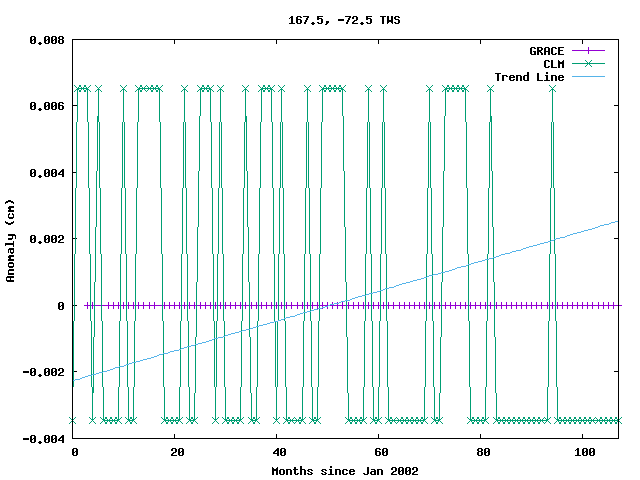 167.5, -72.5 TWS
GRACE
CLM
Trend Line
0.008
0.006
0.004
0.002
0
-0.002
-0.004
Anomaly (cm)
0 20 40 60 80 100
Months since Jan 2002